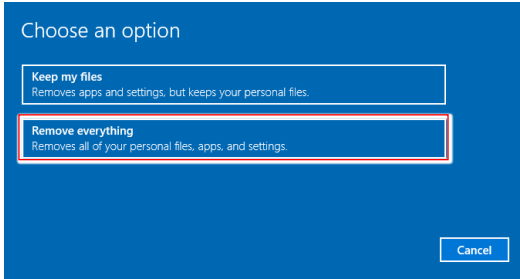 Choose an option
Keep my files
Removes apps and settings, but keeps your personal files.
Remove everything
Removes all of your personal files, apps, and settings.
Cancel